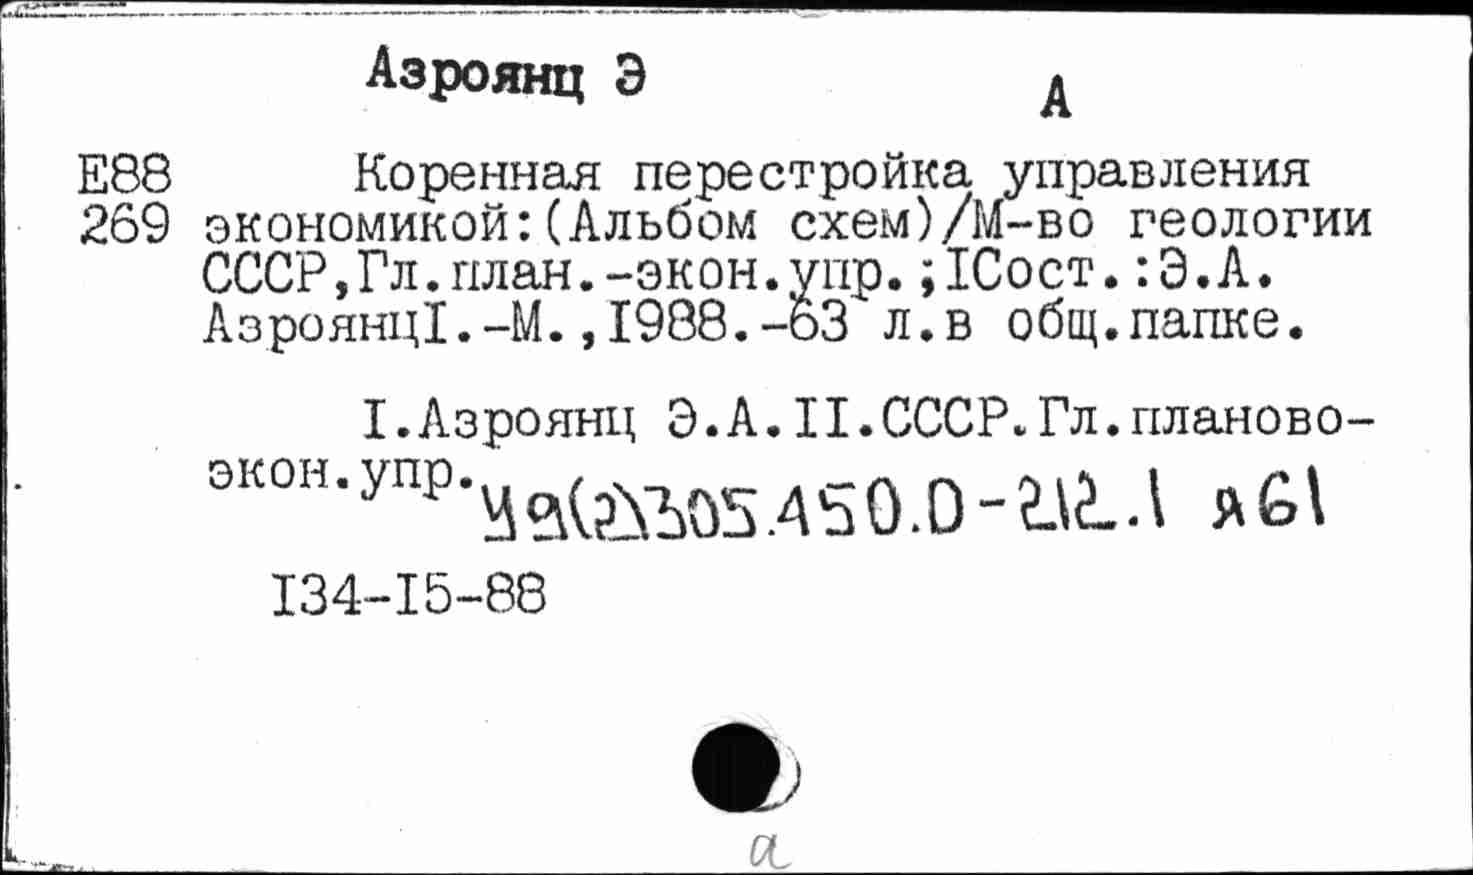 Азроянц Э
А
Е88 Коренная перестройка управления
269 экономикой:(Альбом схем)/М-во геологии
СССР,Гл.план.-экон.упр.;IСост.:Э.А.
АзроянцI.-М.,I988.-63 л.в общ.папке.
I.Азроянц Э.А.II.СССР.Гл.планово-
экон.упр.
У9(2)305.450.0-212.1 я61
I34-I5-88
а